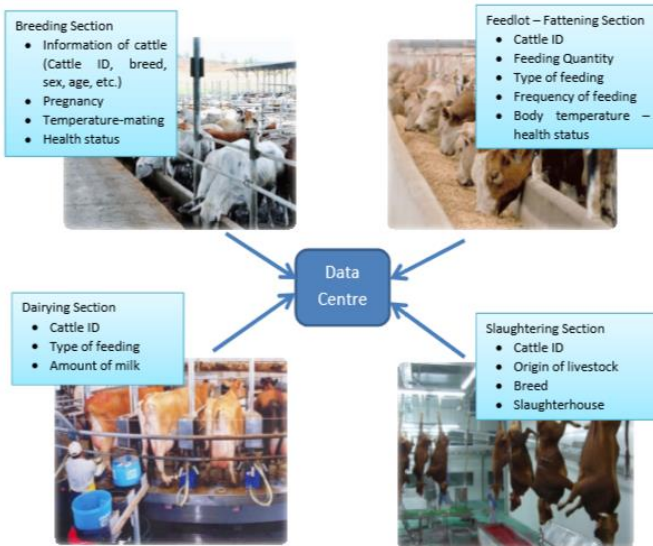 Breeding Section
• Information of cattle
(Cattle ID, breed,
sex, age, etc.)
• Pregnancy
• Temperature-mating
• Health status
Feedlot – Fattening Section
• Cattle ID
• Feeding Quantity
• Type of feeding
• Frequency of feeding
• Body temperature –
health status
Data
Centre
Dairying Section
• Cattle ID
• Type of feeding
• Amount of milk
Slaughtering Section
• Cattle ID
• Origin of livestock
• Breed
• Slaughterhouse